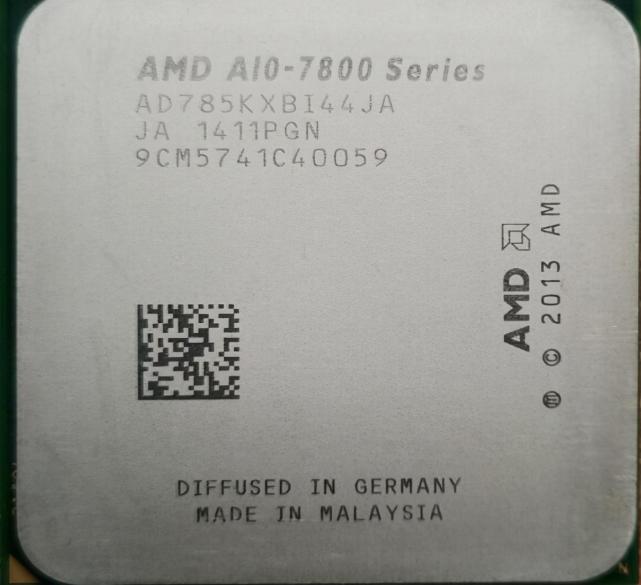 AMD A10-7800 Series
AD785KXBI44JA
JA 1411PGN
9CM5741C40059
AMD
ⓜ © 2013 AMD
DIFFUSED IN GERMANY
MADE IN MALAYSIA